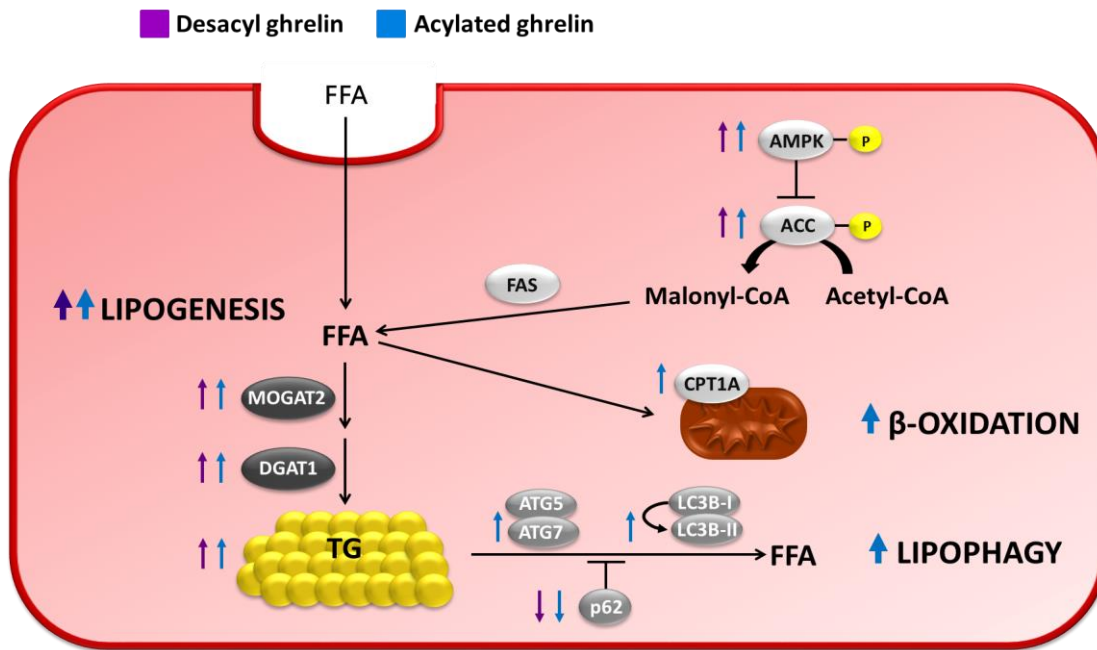 Desacyl ghrelin Acylated ghrelin
FFA
AMPK P
ACC P
FAS
Malonyl-CoA Acetyl-CoA
LIPOGENESIS
FFA
CPT1A
MOGAT2
β-OXIDATION
DGAT1
ATG5 LC3B-I
ATG7 LC3B-II
TG
FFA
LIPOPHAGY
p62